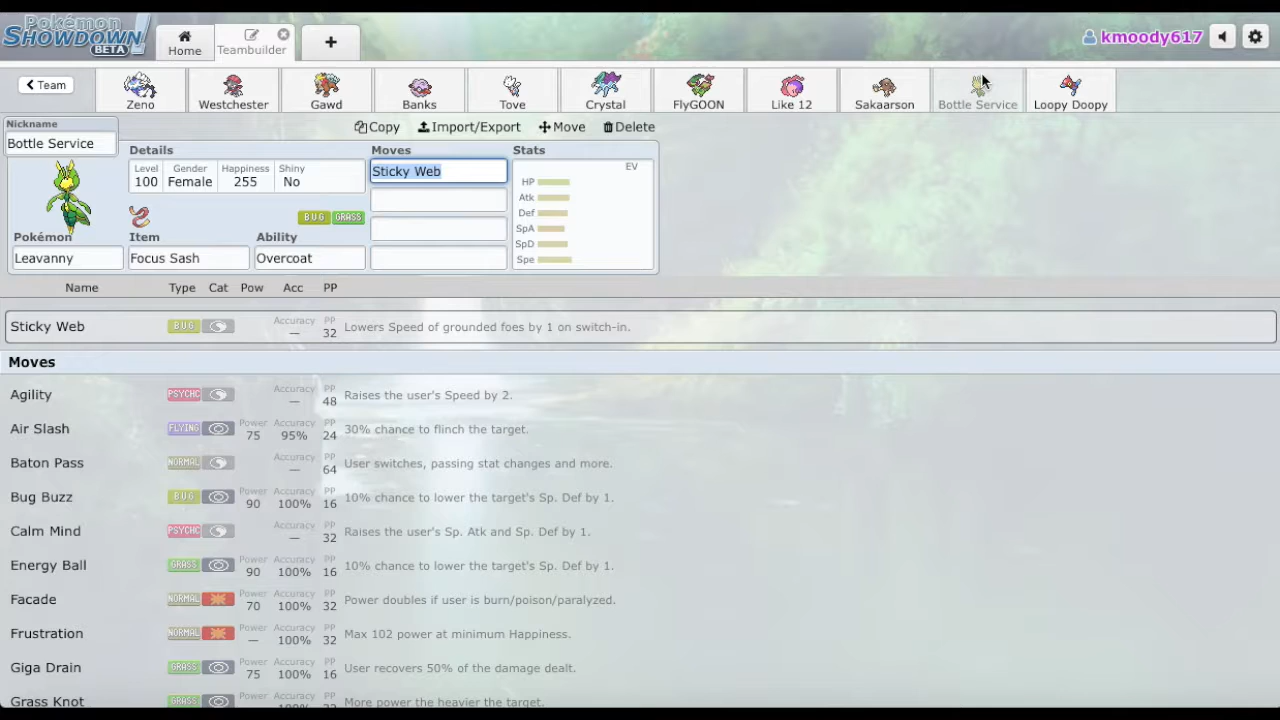 Pokémon
SHOWDOWN
BETA
Home
Teambuilder
+
kmoody617
< Team
Zeno
Westchester
Gawd
Banks
Tove
Crystal
FlyGOON
Like 12
Sakaarson
Bottle Service
Loopy Doopy
Nickname
Bottle Service
Copy
Import/Export
Move
Delete
Details
Level Gender Happiness Shiny
100 Female 255 No
BUG GRASS
Pokémon
Leavanny
Item
Focus Sash
Ability
Overcoat
Moves
Sticky Web
Stats
EV
HP
Atk
Def
SpA
SpD
Spe
Name Type Cat Pow Acc PP
Sticky Web BUG Accuracy — PP 32 Lowers Speed of grounded foes by 1 on switch-in.
Moves
Agility PSYCHC Accuracy — PP 48 Raises the user's Speed by 2.
Air Slash FLYING Power 75 Accuracy 95% PP 24 30% chance to flinch the target.
Baton Pass NORMAL Accuracy — PP 64 User switches, passing stat changes and more.
Bug Buzz BUG Power 90 Accuracy 100% PP 16 10% chance to lower the target's Sp. Def by 1.
Calm Mind PSYCHC Accuracy — PP 32 Raises the user's Sp. Atk and Sp. Def by 1.
Energy Ball GRASS Power 90 Accuracy 100% PP 16 10% chance to lower the target's Sp. Def by 1.
Facade NORMAL Power 70 Accuracy 100% PP 32 Power doubles if user is burn/poison/paralyzed.
Frustration NORMAL Power — Accuracy 100% PP 32 Max 102 power at minimum Happiness.
Giga Drain GRASS Power 75 Accuracy 100% PP 16 User recovers 50% of the damage dealt.
Grass Knot GRASS Power Accuracy PP More power the heavier the target.